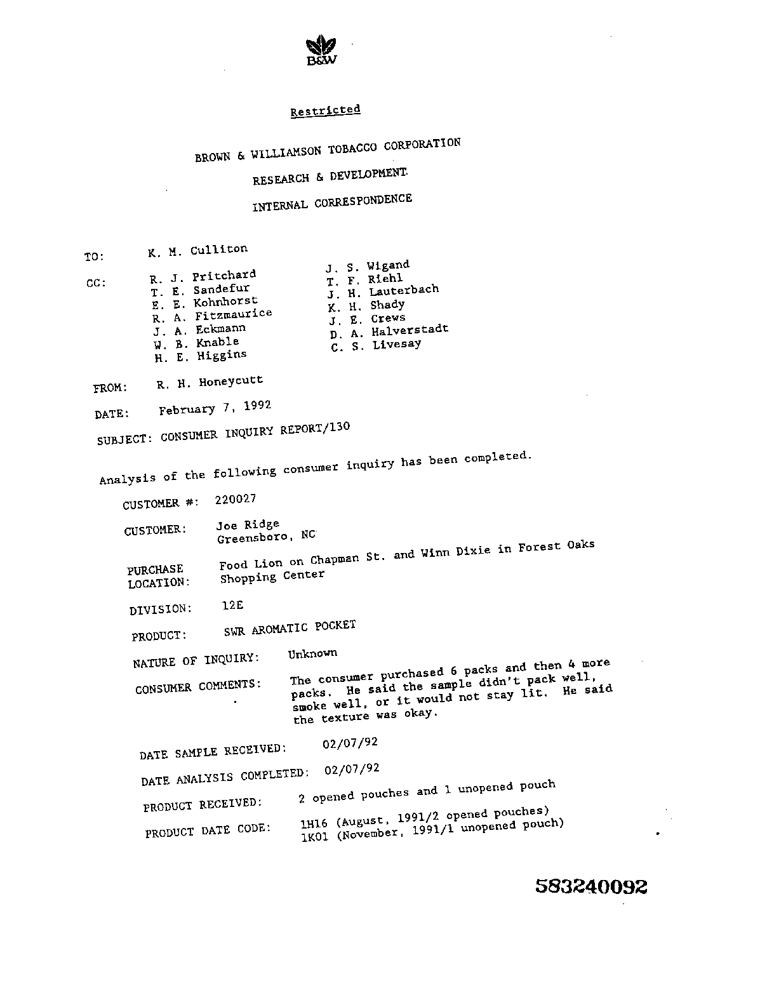 B&W
Restricted
BROWN & WILLIAMSON TOBACCO CORPORATION
RESEARCH & DEVELOPMENT
INTERNAL CORRESPONDENCE
TO: K. M. Culliton
CC: R. J. Pritchard J. S. Wigand
T. E. Sandefur T. F. Riehl
E. E. Kohnhorst J. H. Lauterbach
R. A. Fitzmaurice K. H. Shady
J. A. Eckmann J. E. Crews
W. B. Knable D. A. Halverstadt
H. E. Higgins C. S. Livesay
FROM: R. H. Honeycutt
DATE: February 7, 1992
SUBJECT: CONSUMER INQUIRY REPORT/130
Analysis of the following consumer inquiry has been completed.
CUSTOMER #: 220027
CUSTOMER: Joe Ridge
Greensboro, NC
PURCHASE Food Lion on Chapman St. and Winn Dixie in Forest Oaks
LOCATION: Shopping Center
DIVISION: 12E
PRODUCT: SWR AROMATIC POCKET
NATURE OF INQUIRY: Unknown
CONSUMER COMMENTS: The consumer purchased 6 packs and then 4 more
packs. He said the sample didn't pack well,
smoke well, or it would not stay lit. He said
the texture was okay.
DATE SAMPLE RECEIVED: 02/07/92
DATE ANALYSIS COMPLETED: 02/07/92
PRODUCT RECEIVED: 2 opened pouches and 1 unopened pouch
PRODUCT DATE CODE: 1H16 (August, 1991/2 opened pouches)
1K01 (November, 1991/1 unopened pouch)
583240092